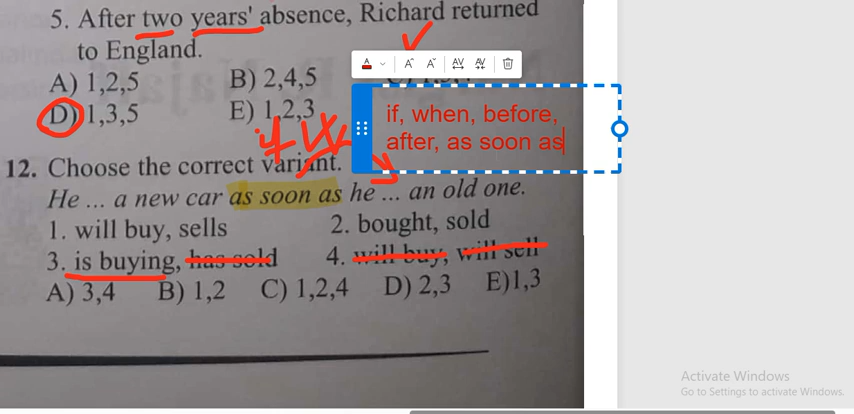 5. After two years' absence, Richard returned
to England.
A) 1,2,5 B) 2,4,5
D) 1,3,5 E) 1,2,3
if, when, before,
after, as soon as
12. Choose the correct variant.
He ... a new car as soon as he ... an old one.
1. will buy, sells 2. bought, sold
3. is buying, has sold 4. will buy, will sell
A) 3,4 B) 1,2 C) 1,2,4 D) 2,3 E)1,3
Activate Windows
Go to Settings to activate Windows.